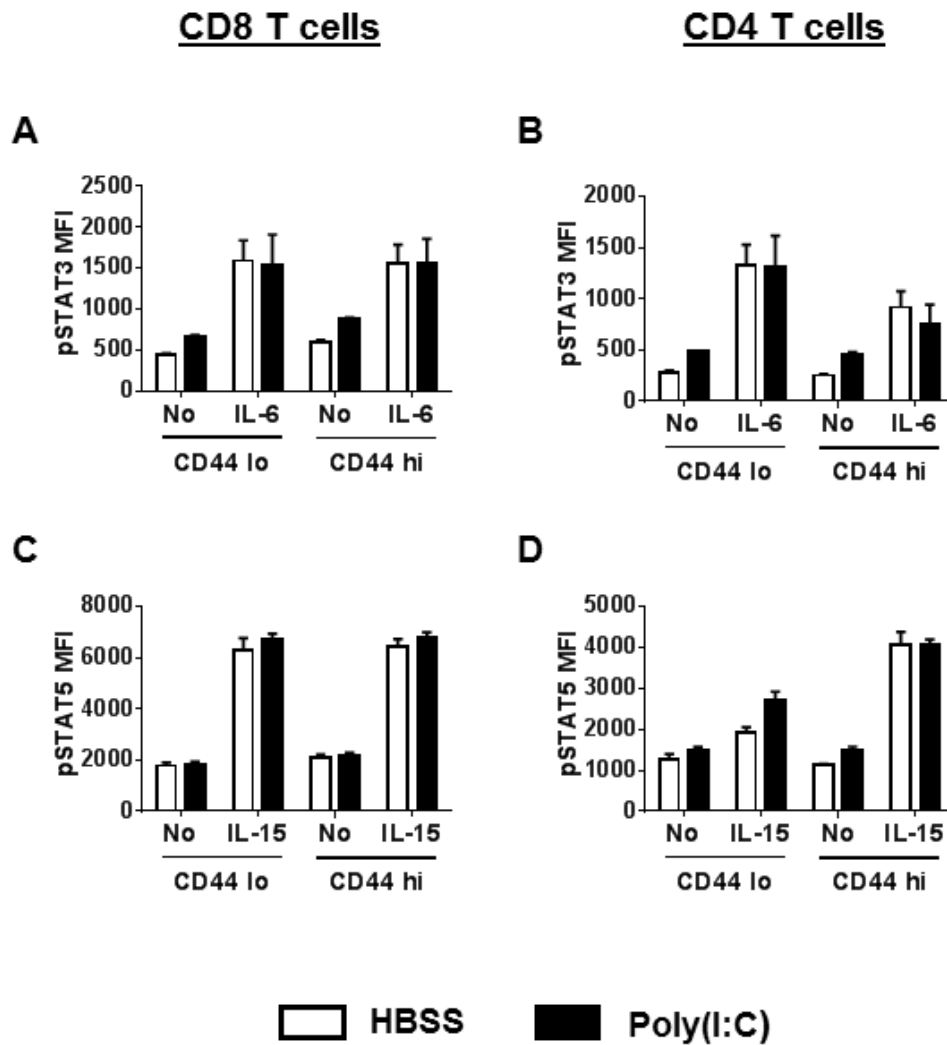 CD8 T cells CD4 T cells
A
pSTAT3 MFI
2500
2000
1500
1000
500
0
No IL-6 No IL-6
CD44 lo CD44 hi
B
pSTAT3 MFI
2000
1500
1000
500
0
No IL-6 No IL-6
CD44 lo CD44 hi
C
pSTAT5 MFI
8000
6000
4000
2000
0
No IL-15 No IL-15
CD44 lo CD44 hi
D
pSTAT5 MFI
5000
4000
3000
2000
1000
0
No IL-15 No IL-15
CD44 lo CD44 hi
HBSS Poly(I:C)